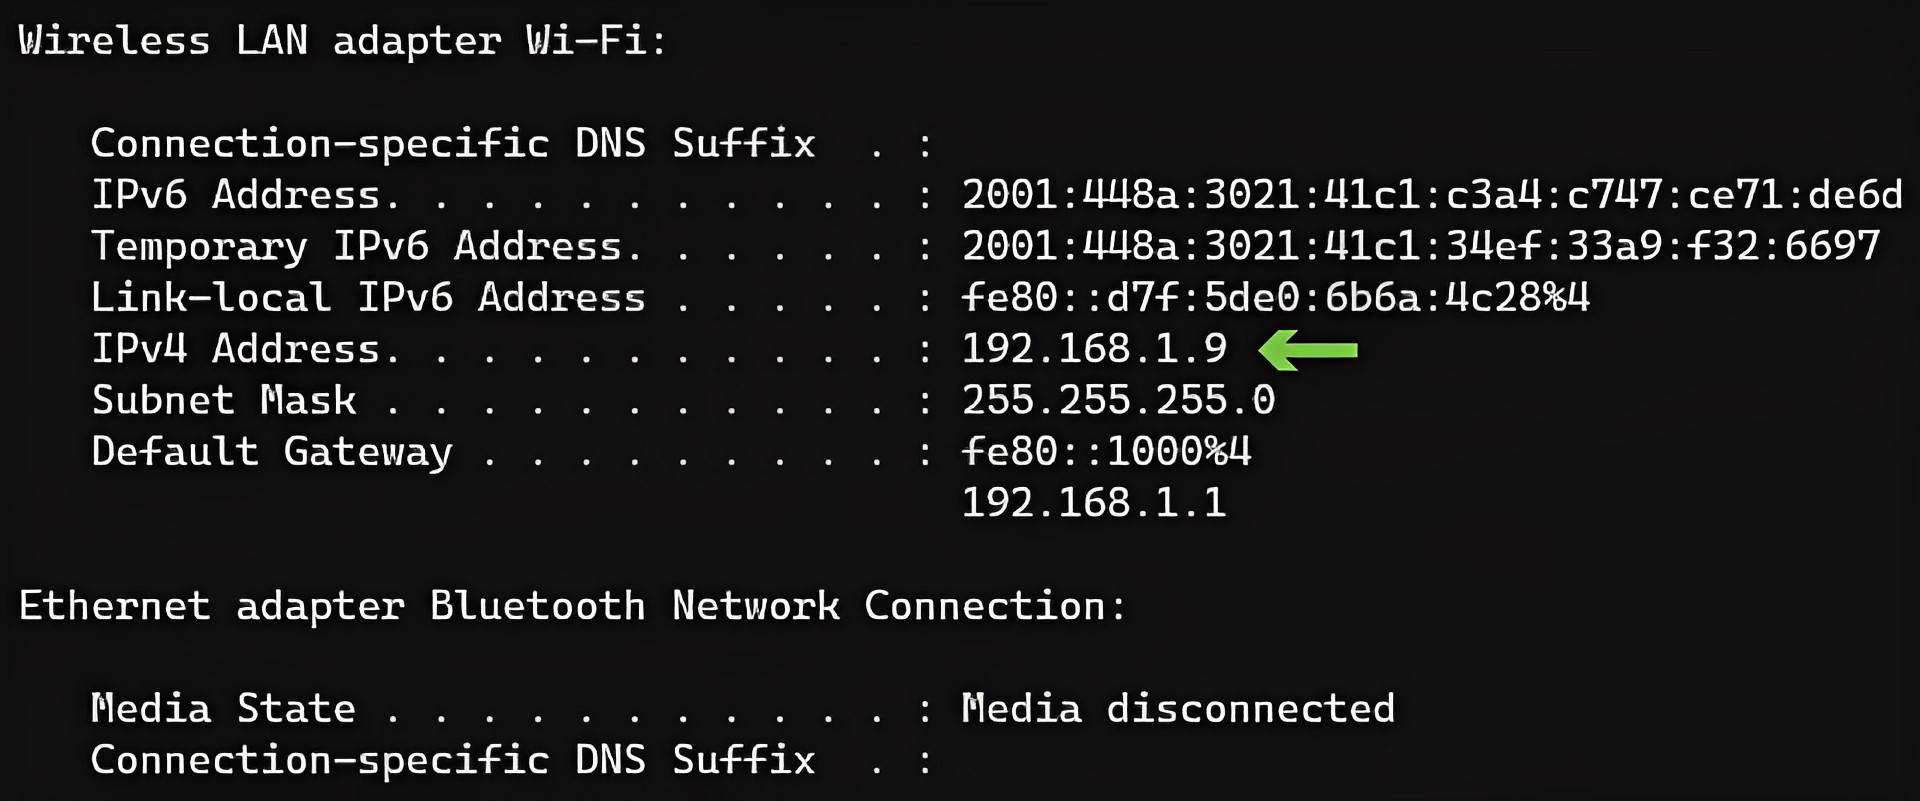 Wireless LAN adapter Wi-Fi:
Connection-specific DNS Suffix  . :
IPv6 Address. . . . . . . . . . . : 2001:448a:3021:41c1:c3a4:c747:ce71:de6d
Temporary IPv6 Address. . . . . . : 2001:448a:3021:41c1:34ef:33a9:f32:6697
Link-local IPv6 Address . . . . . : fe80::d7f:5de0:6b6a:4c28%4
IPv4 Address. . . . . . . . . . . : 192.168.1.9
Subnet Mask . . . . . . . . . . . : 255.255.255.0
Default Gateway . . . . . . . . . : fe80::1000%4
192.168.1.1
Ethernet adapter Bluetooth Network Connection:
Media State . . . . . . . . . . . : Media disconnected
Connection-specific DNS Suffix  . :